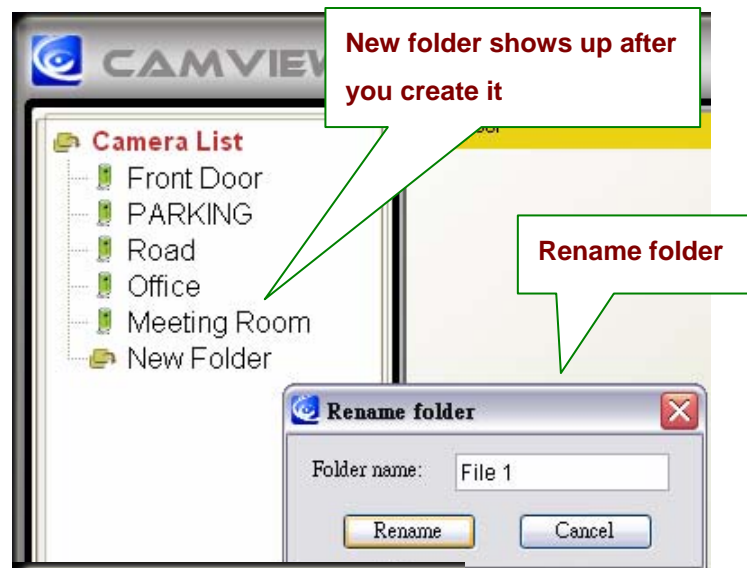 CAMVIE
New folder shows up after
you create it
Camera List
Front Door
PARKING
Road
Office
Meeting Room
New Folder
Rename folder
Rename folder
Folder name:
File 1
Rename
Cancel